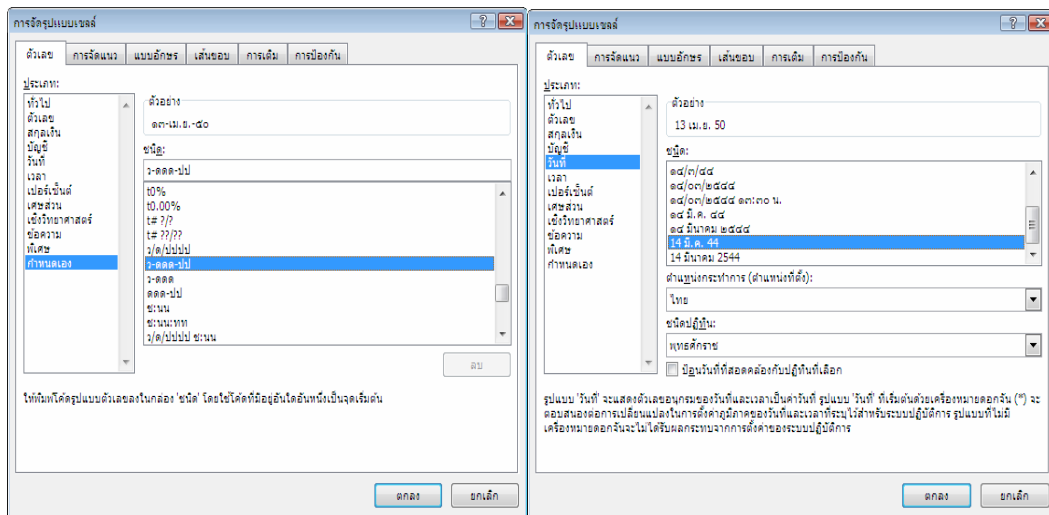 การจัดรูปแบบเซลล์
ตัวเลข การจัดแนว แบบอักษร เส้นขอบ การเติม การป้องกัน
ประเภท:
ทั่วไป
ตัวเลข
สกุลเงิน
บัญชี
วันที่
เวลา
เปอร์เซ็นต์
เศษส่วน
เชิงวิทยาศาสตร์
ข้อความ
พิเศษ
กำหนดเอง
ตัวอย่าง
๑๓-เม.ย.-๕๐
ชนิด:
ว-ดดด-ปป
t0%
t0.00%
t# ?/?
t# ??/??
ว/ด/ปปปป
ว-ดดด-ปป
ว-ดดด
ดดด-ปป
ช:นน
ช:นน:ทท
ว/ด/ปปปป ช:นน
ลบ
ให้พิมพ์โค้ดรูปแบบตัวเลขลงในกล่อง 'ชนิด' โดยใช้โค้ดที่มีอยู่อันใดอันหนึ่งเป็นจุดเริ่มต้น
ตกลง ยกเลิก
การจัดรูปแบบเซลล์
ตัวเลข การจัดแนว แบบอักษร เส้นขอบ การเติม การป้องกัน
ประเภท:
ทั่วไป
ตัวเลข
สกุลเงิน
บัญชี
วันที่
เวลา
เปอร์เซ็นต์
เศษส่วน
เชิงวิทยาศาสตร์
ข้อความ
พิเศษ
กำหนดเอง
ตัวอย่าง
13 เม.ย. 50
ชนิด:
๑๔/๓/๔๔
๑๔/๐๓/๒๕๔๔
๑๔/๐๓/๒๕๔๔ ๑๓:๓๐ น.
๑๔ มี.ค. ๔๔
๑๔ มีนาคม ๒๕๔๔
14 มี.ค. 44
14 มีนาคม 2544
ตำแหน่งกระทำการ (ตำแหน่งที่ตั้ง):
ไทย
ชนิดปฏิทิน:
พุทธศักราช
ป้อนวันที่ที่สอดคล้องกับปฏิทินที่เลือก
รูปแบบ 'วันที่' จะแสดงตัวเลขอนุกรมของวันที่และเวลาเป็นค่าวันที่ รูปแบบ 'วันที่' ที่เริ่มต้นด้วยเครื่องหมายดอกจัน (*) จะ
ตอบสนองต่อการเปลี่ยนแปลงในการตั้งค่าภูมิภาคของวันที่และเวลาที่ระบุไว้สำหรับระบบปฏิบัติการ รูปแบบที่ไม่มี
เครื่องหมายดอกจันจะไม่ได้รับผลกระทบจากการตั้งค่าของระบบปฏิบัติการ
ตกลง ยกเลิก